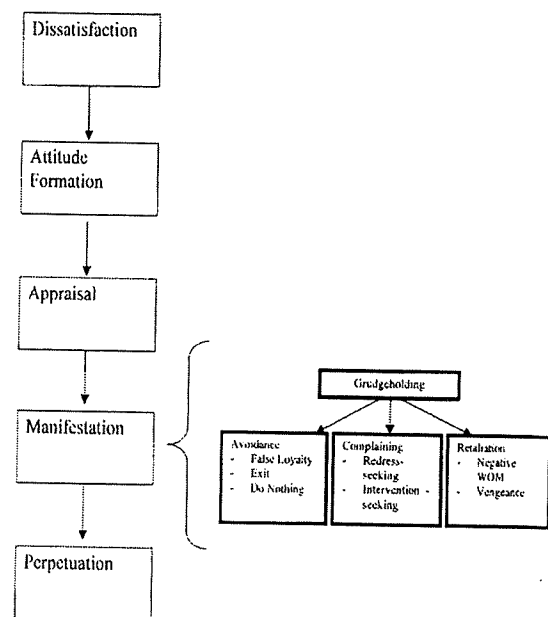 Dissatisfaction
Attitude
Formation
Appraisal
Manifestation
Perpetuation
Grudgeholding
Avoidance
- False Loyalty
- Exit
- Do Nothing
Complaining
- Redress-
seeking
- Intervention -
seeking
Retaliation
- Negative
WOM
- Vengeance